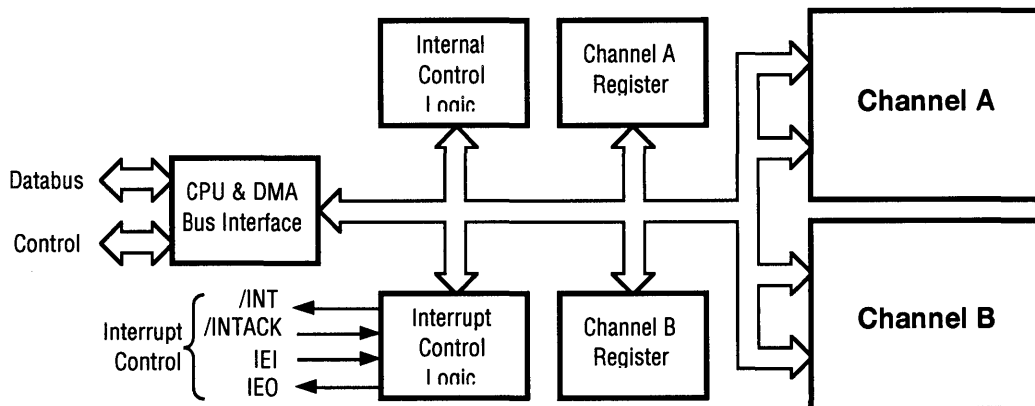 Internal
Control
Logic
Channel A
Register
Channel A
Databus
CPU & DMA
Bus Interface
Control
Interrupt
Control
/INT
/INTACK
IEI
IEO
Interrupt
Control
Logic
Channel B
Register
Channel B